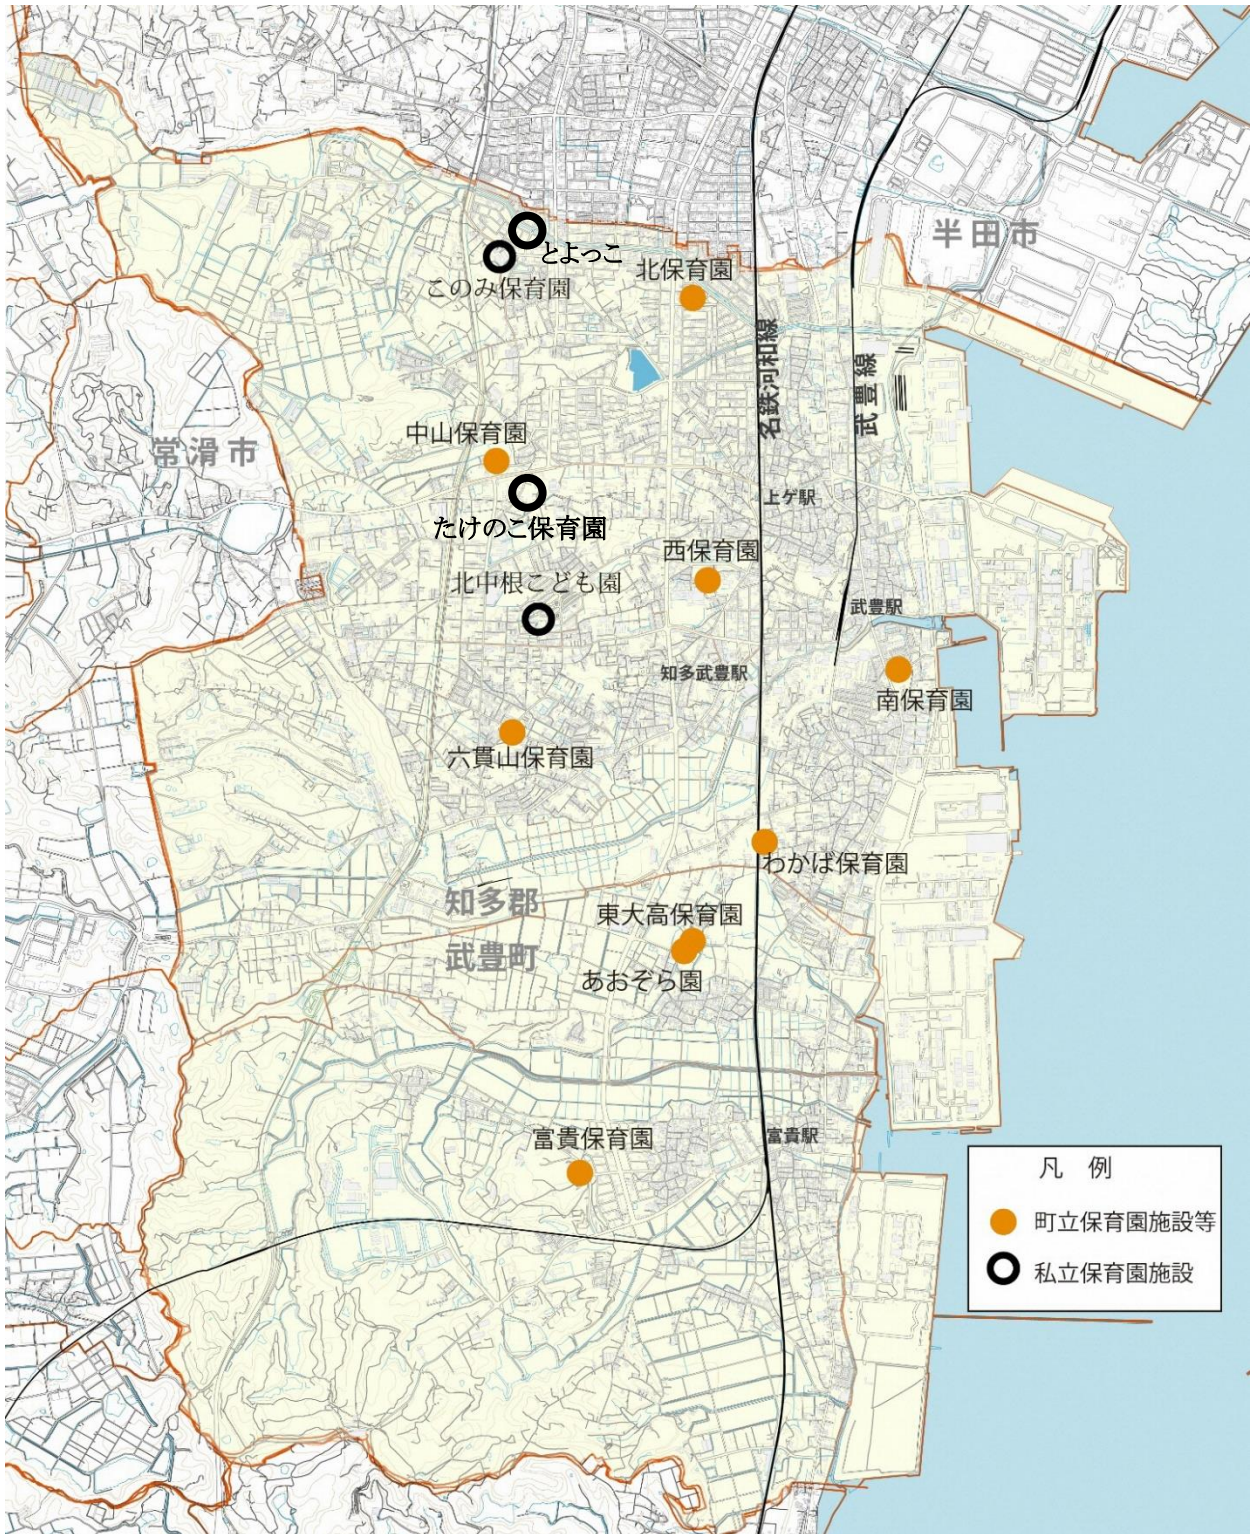 半田市
とよっこ
このみ保育園
北保育園
名鉄河和線
武豊線
中山保育園
常滑市
たけのこ保育園
上ゲ駅
西保育園
北中根こども園
武豊駅
知多武豊駅
南保育園
六貫山保育園
わかば保育園
知多郡
武豊町
東大高保育園
あおぞら園
富貴保育園
富貴駅
凡 例
町立保育園施設等
私立保育園施設